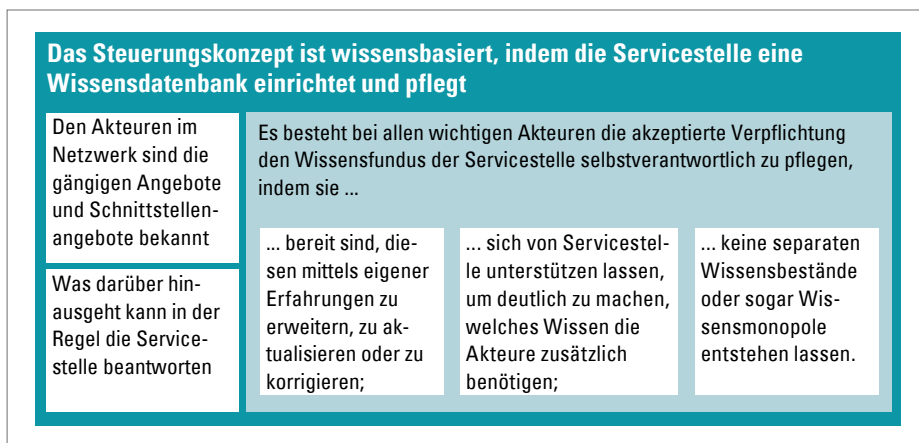 Das Steuerungskonzept ist wissensbasiert, indem die Servicestelle eine
Wissensdatenbank einrichtet und pflegt
Den Akteuren im
Netzwerk sind die
gängigen Angebote
und Schnittstellen-
angebote bekannt
Was darüber hin-
ausgeht kann in der
Regel die Service-
stelle beantworten
Es besteht bei allen wichtigen Akteuren die akzeptierte Verpflichtung
den Wissensfundus der Servicestelle selbstverantwortlich zu pflegen,
indem sie ...
... bereit sind, die-
sen mittels eigener
Erfahrungen zu
erweitern, zu ak-
tualisieren oder zu
korrigieren;
... sich von Servicestel-
le unterstützen lassen,
um deutlich zu machen,
welches Wissen die
Akteure zusätzlich
benötigen;
... keine separaten
Wissensbestände
oder sogar Wis-
sensmonopole
entstehen lassen.